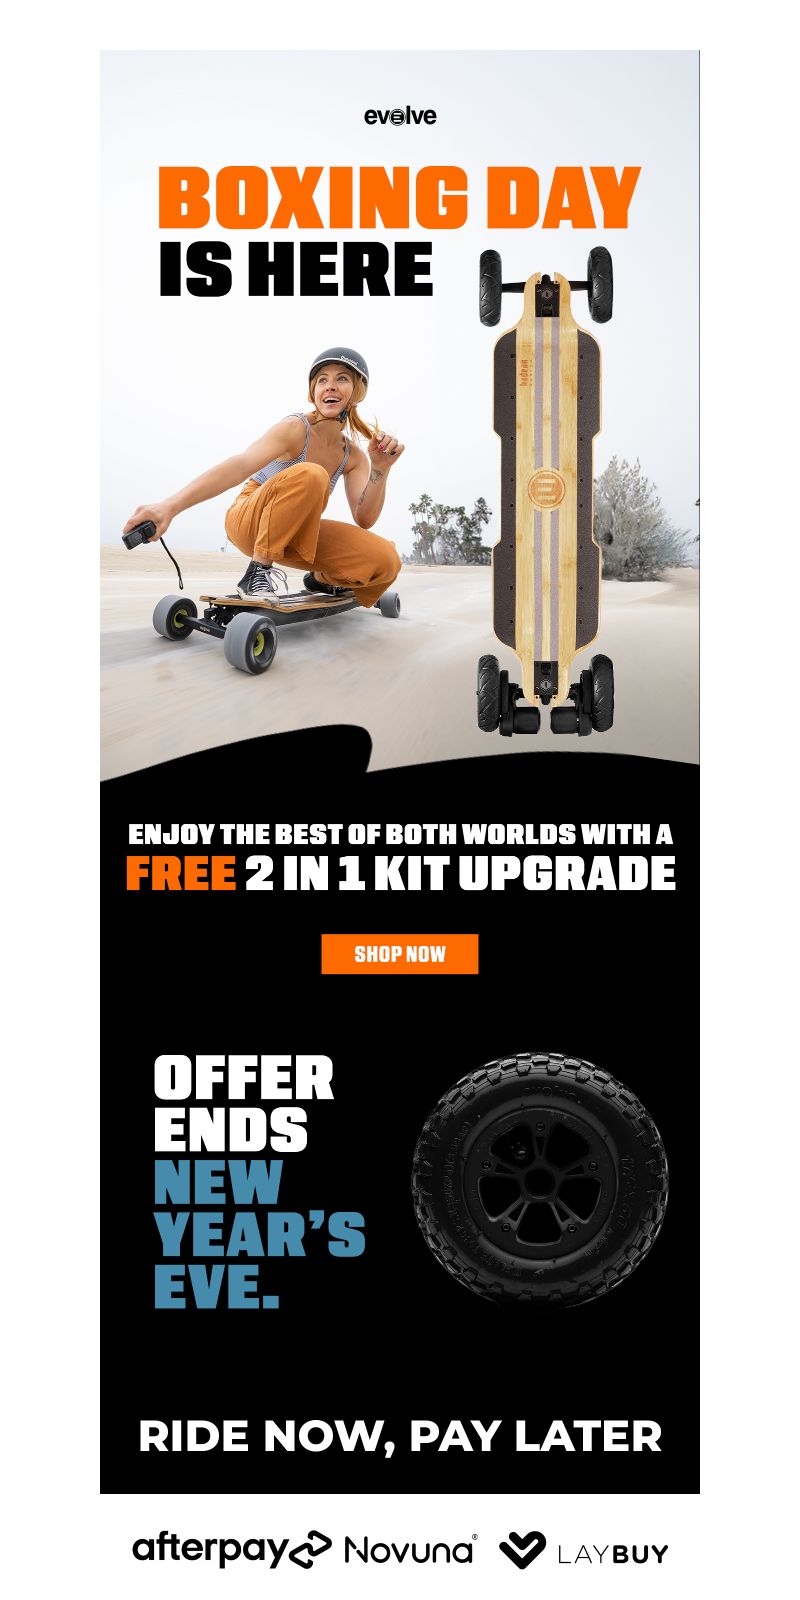 evolve
BOXING DAY
IS HERE
hadean
ENJOY THE BEST OF BOTH WORLDS WITH A
FREE 2 IN 1 KIT UPGRADE
SHOP NOW
OFFER
ENDS
NEW
YEAR'S
EVE.
RIDE NOW, PAY LATER
afterpay Novuna® LAYBUY